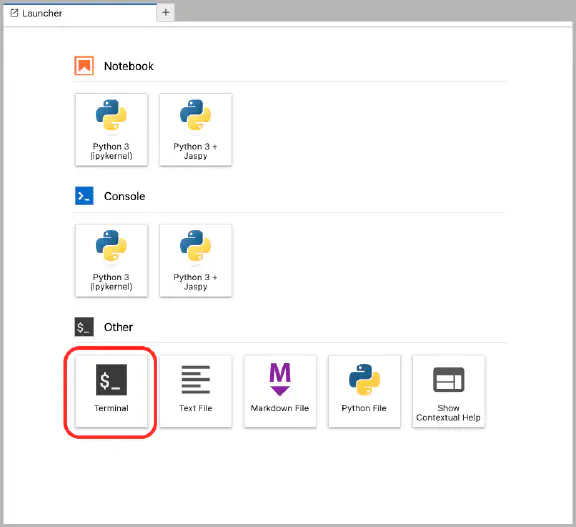 Launcher
+
Notebook
Python 3
(ipykernel)
Python 3 +
Jaspy
Console
Python 3
(ipykernel)
Python 3 +
Jaspy
$_ Other
$_
Terminal
Text File
M
Markdown File
Python File
Show
Contextual Help